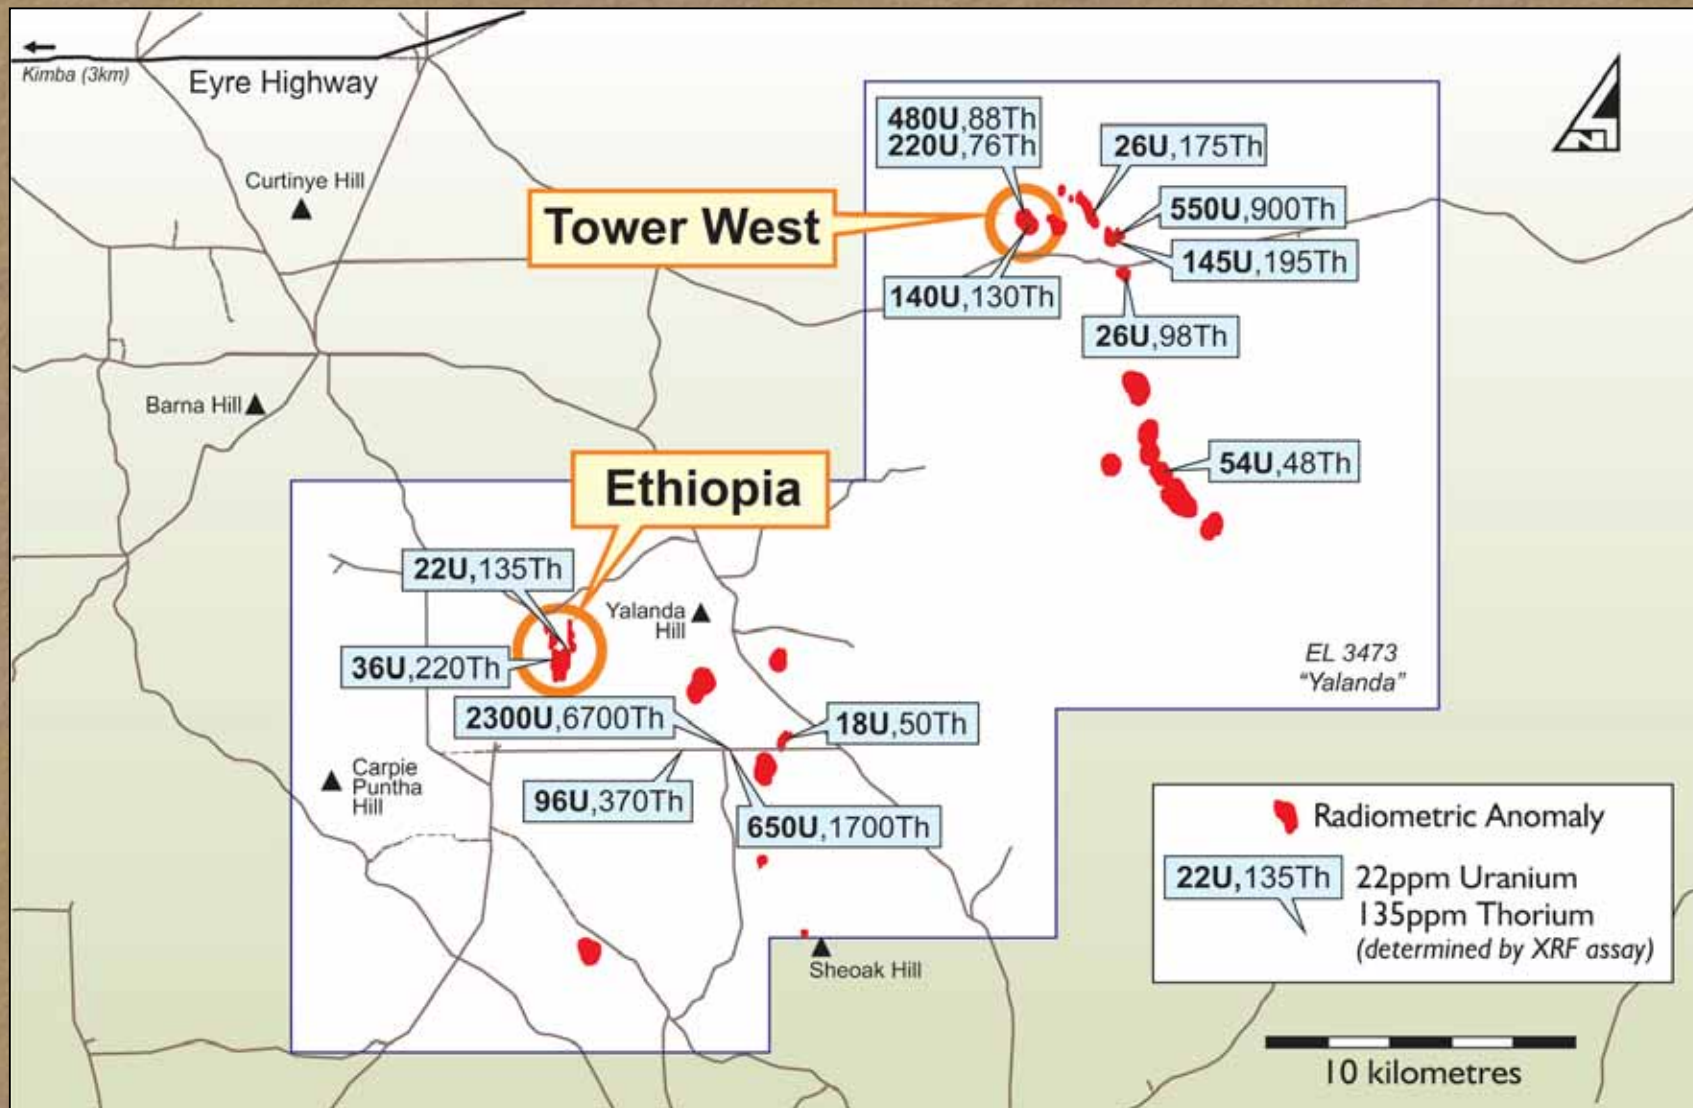 Kimba (3km)
Eyre Highway
Curtinye Hill
480U,88Th
220U,76Th
26U,175Th
Tower West
550U,900Th
145U,195Th
140U,130Th
26U,98Th
Barna Hill
54U,48Th
Ethiopia
22U,135Th
Yalanda
Hill
36U,220Th
EL 3473
“Yalanda”
2300U,6700Th
18U,50Th
Carpie
Puntha
Hill
96U,370Th
650U,1700Th
Sheoak Hill
Radiometric Anomaly
22U,135Th
22ppm Uranium
135ppm Thorium
(determined by XRF assay)
10 kilometres
N